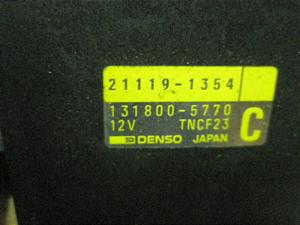 21119-1354
131800-5770
12V TNCF23
DENSO JAPAN C